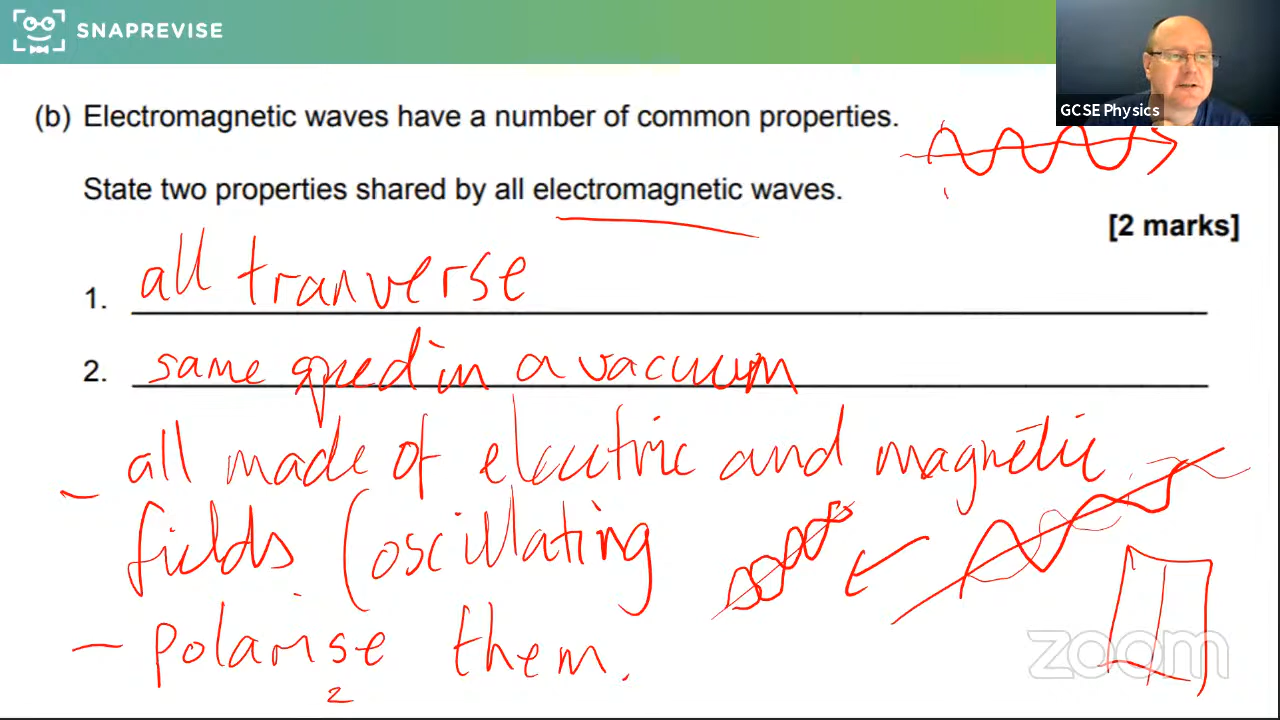 SNAPREVISE
GCSE Physics
(b) Electromagnetic waves have a number of common properties.
State two properties shared by all electromagnetic waves.
[2 marks]
1. all tranverse
2. same speed in a vacuum
- all made of electric and magnetic
fields (oscillating
- polarise them.
2
zoom